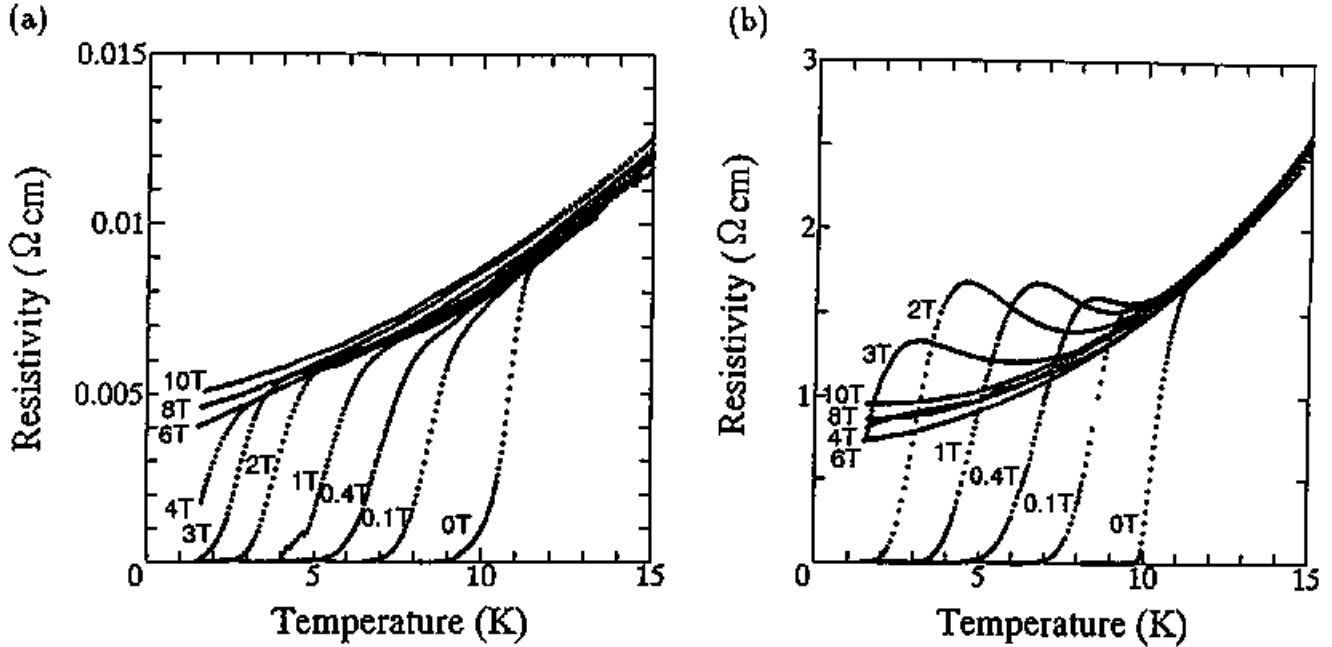 (a)
0.015
0.01
0.005
0
5
10
15
Resistivity ( Ω cm)
Temperature (K)
10T
8T
6T
4T
3T
2T
1T
0.4T
0.1T
0T
(b)
3
2
1
0
0
5
10
15
Resistivity ( Ω cm)
Temperature (K)
2T
3T
10T
8T
4T
6T
1T
0.4T
0.1T
0T